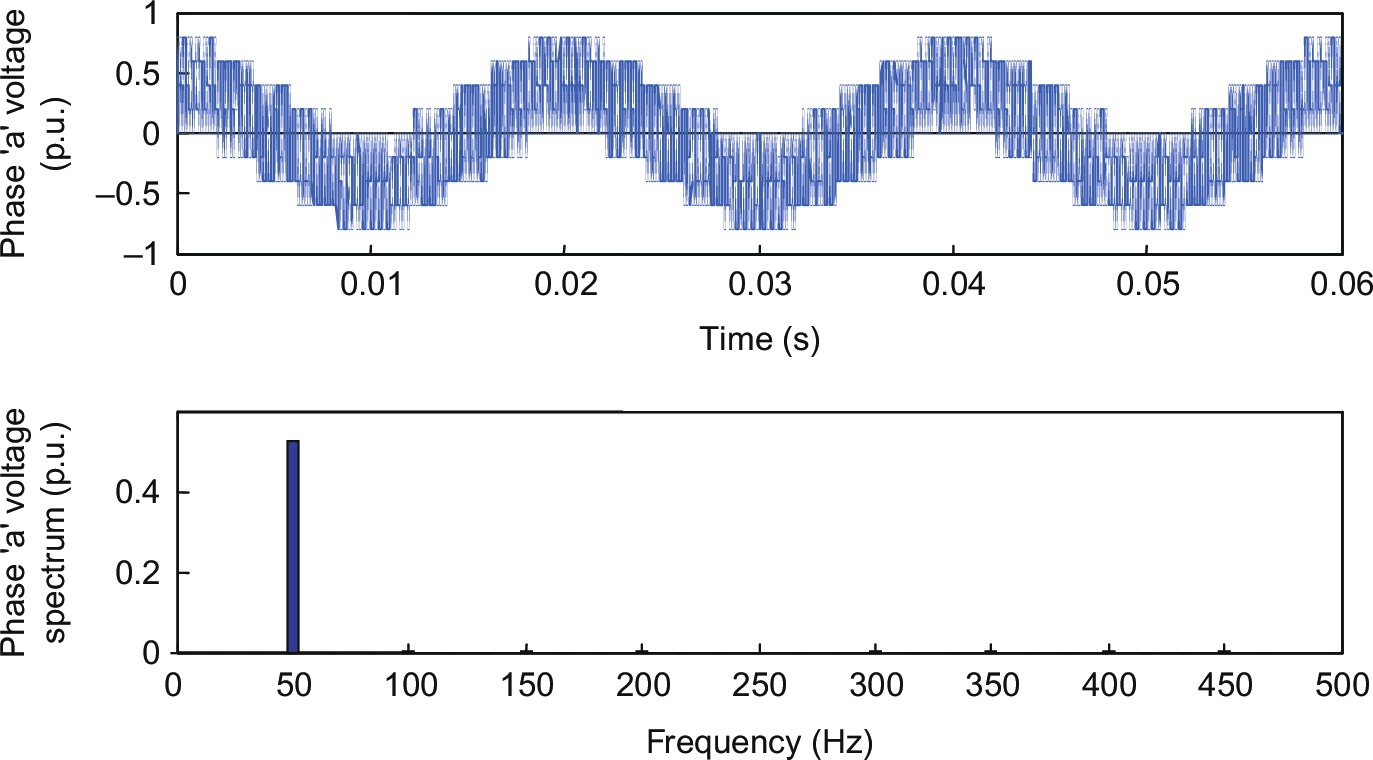 Phase 'a' voltage
(p.u.)
1
0.5
0
–0.5
–1
0 0.01 0.02 0.03 0.04 0.05 0.06
Time (s)
Phase 'a' voltage
spectrum (p.u.)
0.4
0.2
0
0 50 100 150 200 250 300 350 400 450 500
Frequency (Hz)